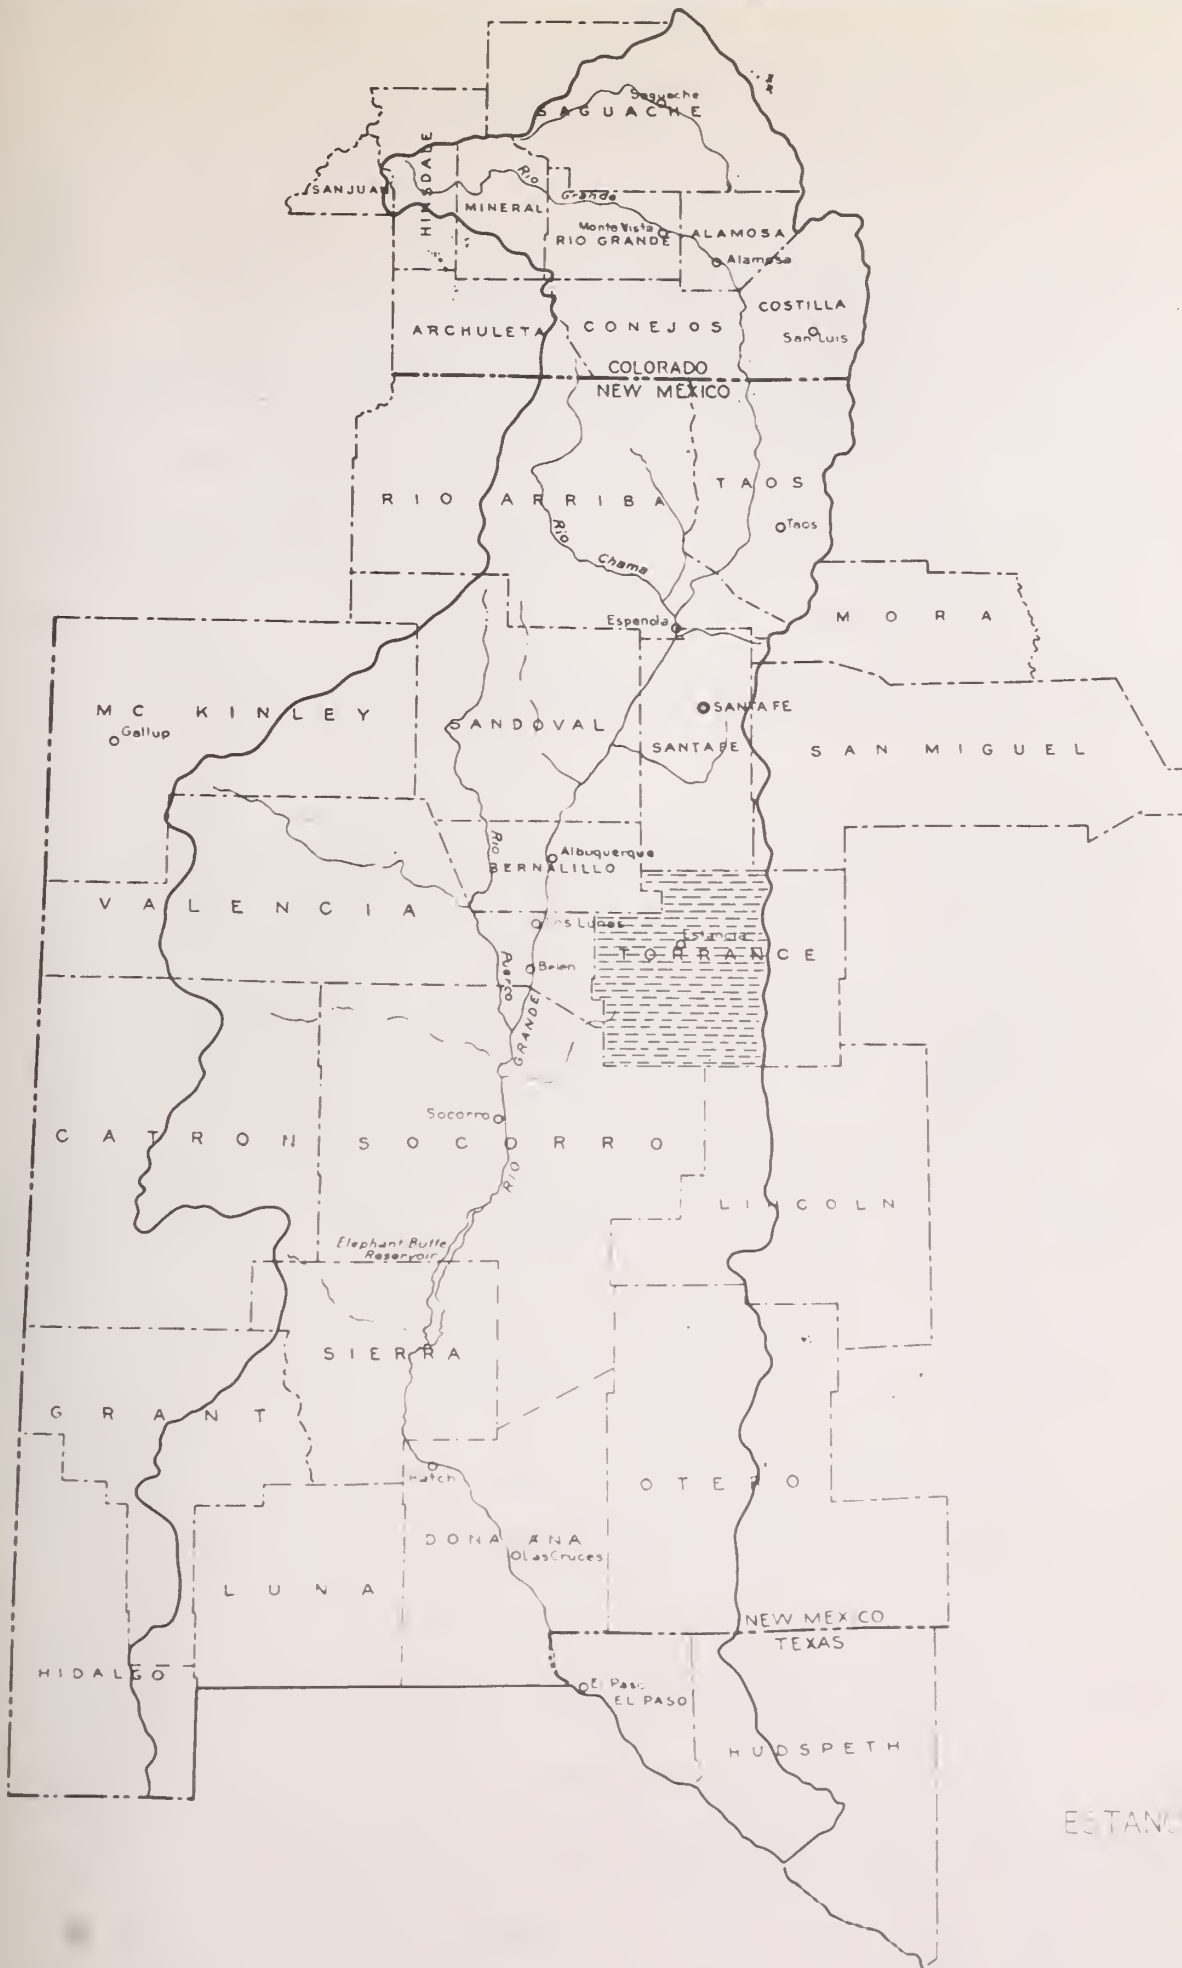 Saguache
SAGUACHE
HINSDALE
SAN JUAN
MINERAL
Rio
Grande
Monte Vista
RIO GRANDE
ALAMOSA
Alamosa
COSTILLA
San Luis
ARCHULETA
CONEJOS
COLORADO
NEW MEXICO
RIO ARRIBA
TAOS
Taos
Rio
Chama
Espenola
MORA
MC KINLEY
Gallup
SANDOVAL
SANTA FE
SANTA FE
SAN MIGUEL
Rio
Albuquerque
BERNALILLO
VALENCIA
Los Lunas
Estancia
TORRANCE
Puerco
Belen
GRANDE
Socorro
CATRON
SOCORRO
RIO
LINCOLN
Elephant Butte
Reservoir
SIERRA
GRANT
Hatch
OTERO
DONA ANA
Las Cruces
LUNA
NEW MEXICO
TEXAS
HIDALGO
El Paso
EL PASO
HUDSPETH